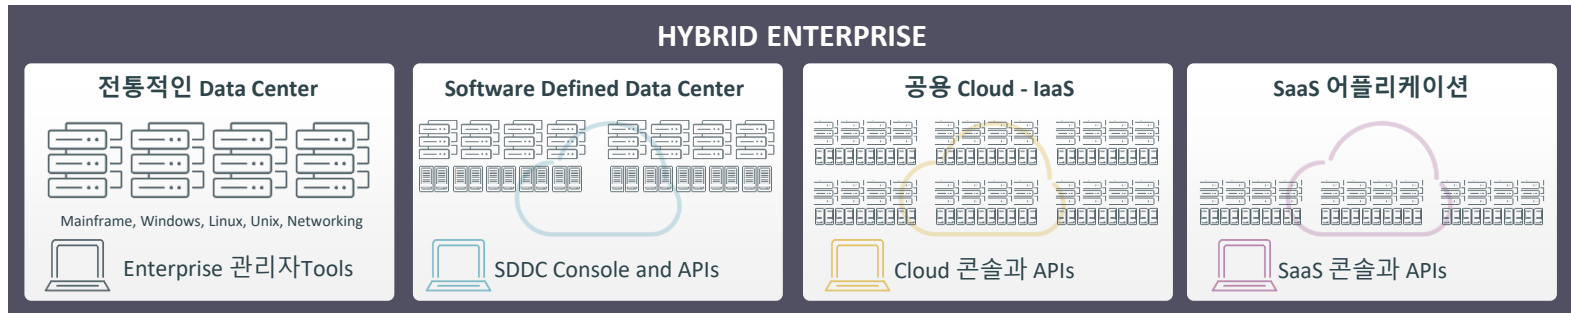 HYBRID ENTERPRISE
전통적인 Data Center
Mainframe, Windows, Linux, Unix, Networking
Enterprise 관리자Tools
Software Defined Data Center
SDDC Console and APIs
공용 Cloud - IaaS
Cloud 콘솔과 APIs
SaaS 어플리케이션
SaaS 콘솔과 APIs